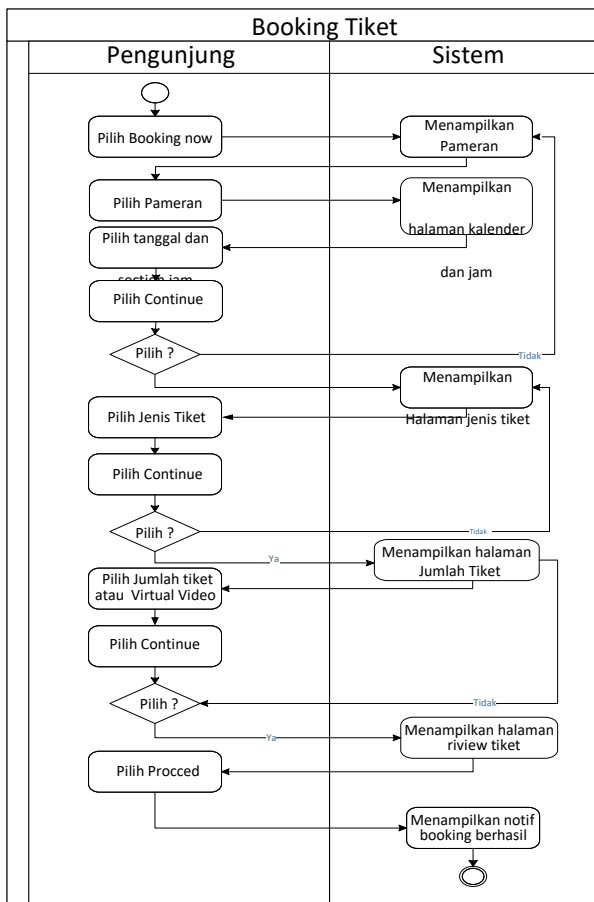 Booking Tiket
Pengunjung
Sistem
Pilih Booking now
Menampilkan
Pameran
Pilih Pameran
Menampilkan
halaman kalender
dan jam
Pilih tanggal dan
section jam
Pilih Continue
Pilih ?
Tidak
Menampilkan
Halaman jenis tiket
Pilih Jenis Tiket
Pilih Continue
Pilih ?
Tidak
Ya
Menampilkan halaman
Jumlah Tiket
Pilih Jumlah tiket
atau Virtual Video
Pilih Continue
Pilih ?
Tidak
Ya
Menampilkan halaman
riview tiket
Pilih Procced
Menampilkan notif
booking berhasil